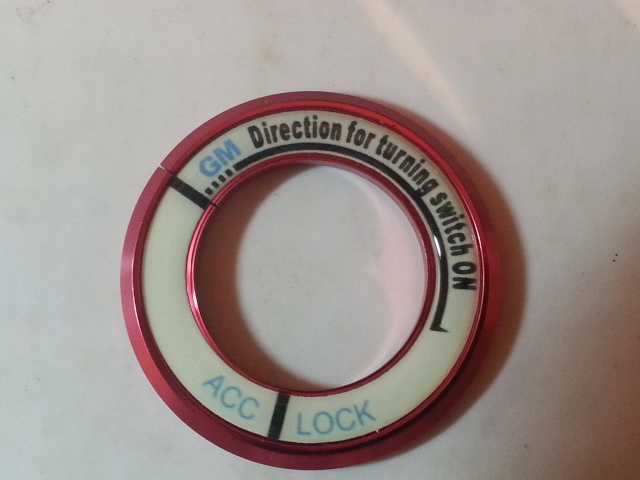 GM Direction for turning switch ON
ACC
LOCK